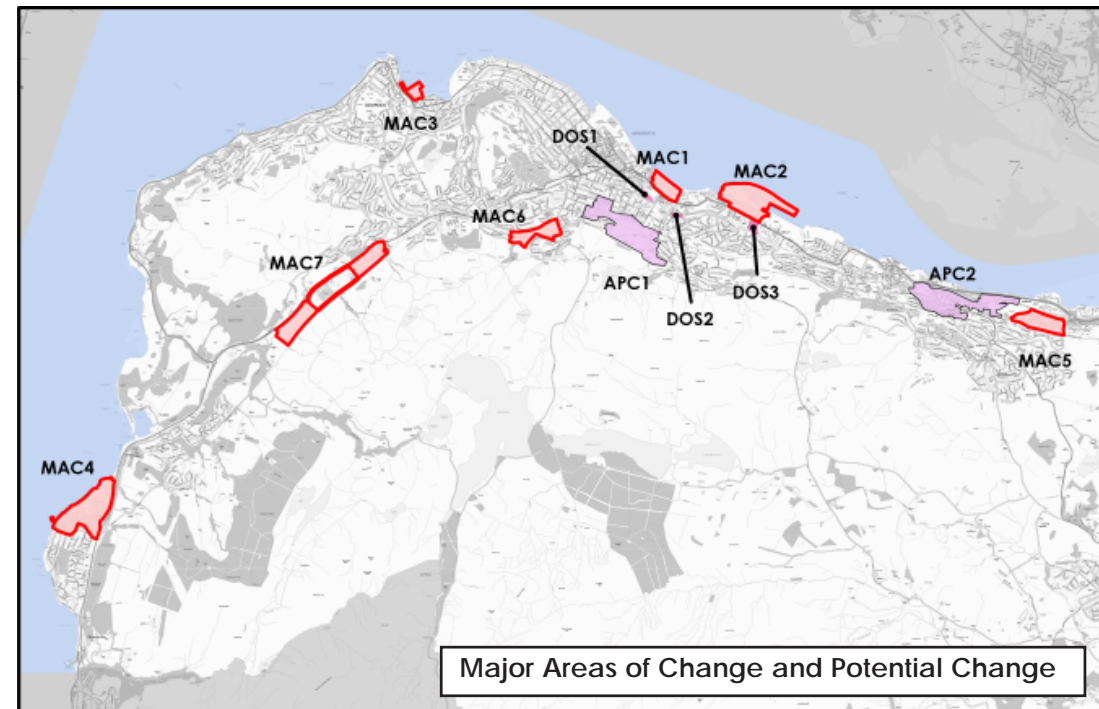 MAC3
DOS1
MAC1
MAC2
MAC6
MAC7
APC1
DOS2
DOS3
APC2
MAC5
MAC4
Major Areas of Change and Potential Change